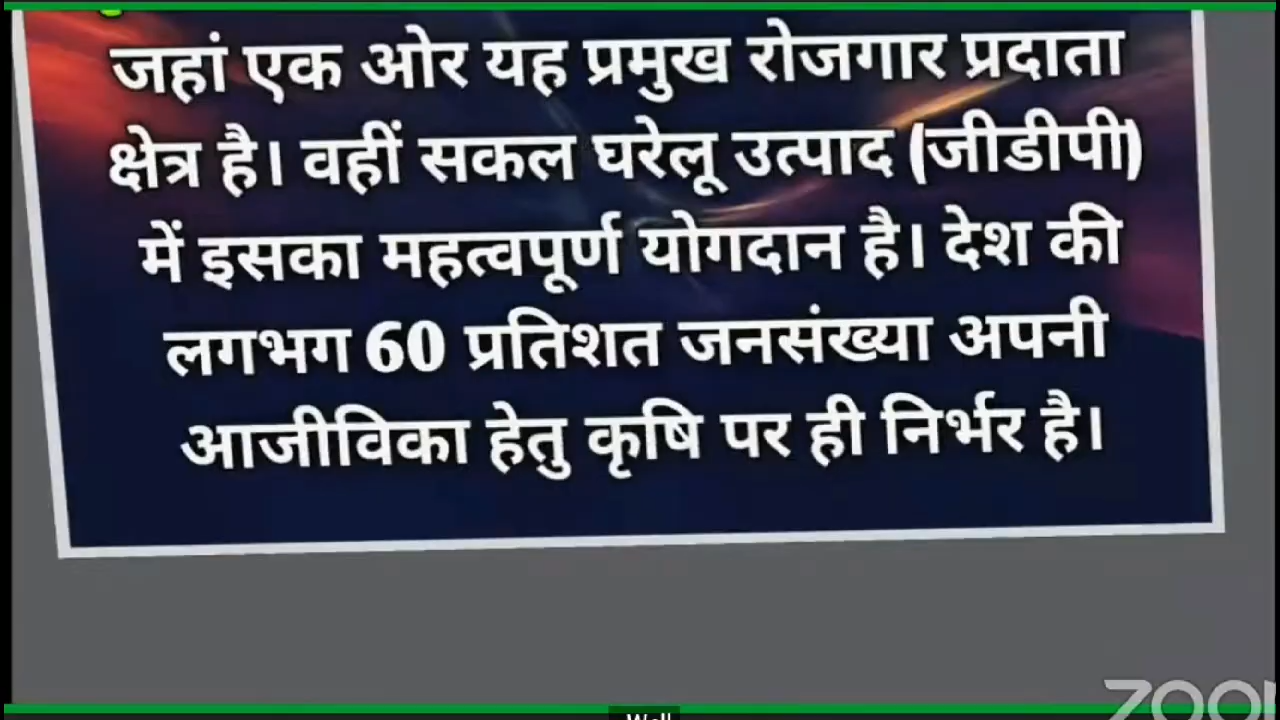 जहां एक ओर यह प्रमुख रोजगार प्रदाता
क्षेत्र है। वहीं सकल घरेलू उत्पाद (जीडीपी)
में इसका महत्वपूर्ण योगदान है। देश की
लगभग 60 प्रतिशत जनसंख्या अपनी
आजीविका हेतु कृषि पर ही निर्भर है।